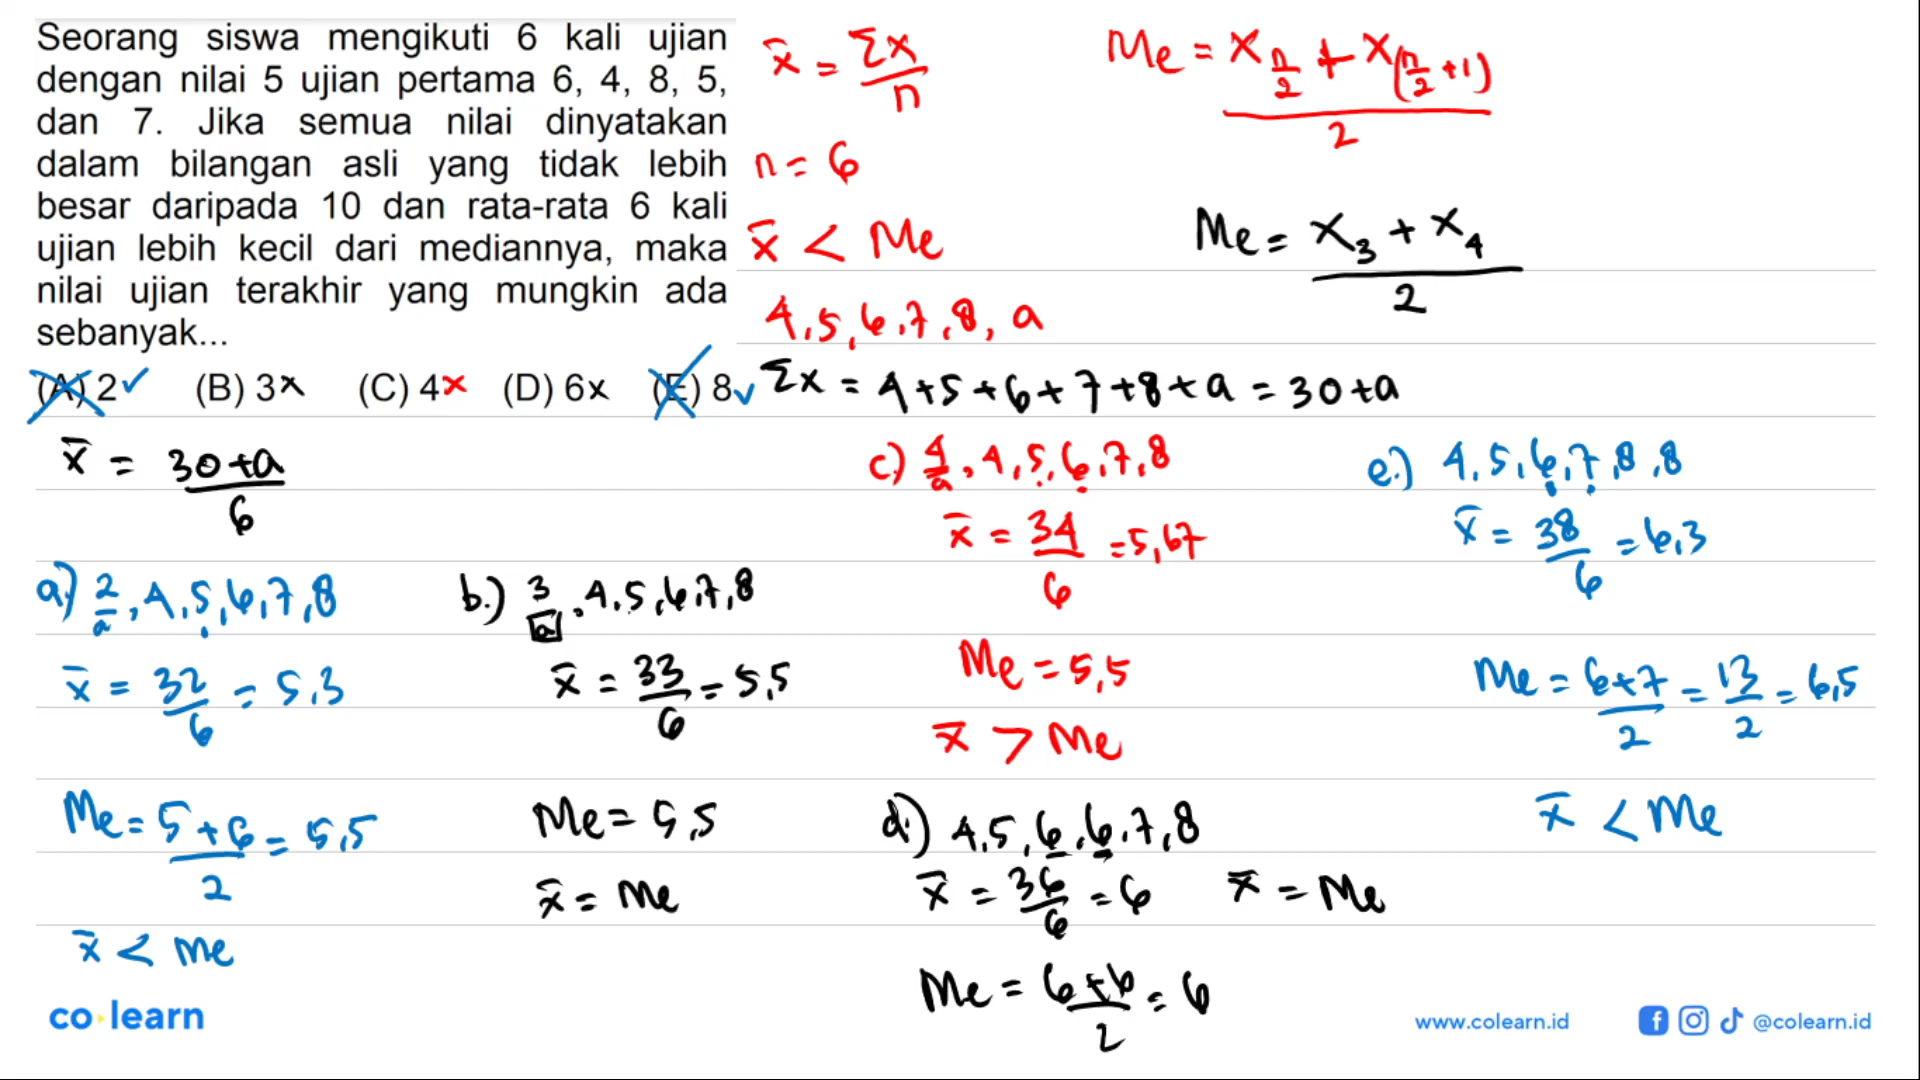 Seorang siswa mengikuti 6 kali ujian
dengan nilai 5 ujian pertama 6, 4, 8, 5,
dan 7. Jika semua nilai dinyatakan
dalam bilangan asli yang tidak lebih
besar daripada 10 dan rata-rata 6 kali
ujian lebih kecil dari mediannya, maka
nilai ujian terakhir yang mungkin ada
sebanyak...
(A) 2 ✓ (B) 3 x (C) 4 x (D) 6 x (E) 8 ✓
x̄ = Σx/n
n = 6
x̄ < Me
4, 5, 6, 7, 8, a
Σx = 4+5+6+7+8+a = 30+a
Me = (x_(n/2) + x_(n/2+1))/2
Me = (x₃ + x₄)/2
x̄ = (30+a)/6
a.) 2, 4, 5, 6, 7, 8
a
x̄ = 32/6 = 5,3
Me = (5+6)/2 = 5,5
x̄ < me
b.) 3, 4, 5, 6, 7, 8
a
x̄ = 33/6 = 5,5
Me = 5,5
x̄ = Me
c.) 4, 4, 5, 6, 7, 8
a
x̄ = 34/6 = 5,67
Me = 5,5
x̄ > Me
d.) 4, 5, 6, 6, 7, 8
x̄ = 36/6 = 6 x̄ = Me
Me = (6+6)/2 = 6
e.) 4, 5, 6, 7, 8, 8
x̄ = 38/6 = 6,3
Me = (6+7)/2 = 13/2 = 6,5
x̄ < Me
co learn
www.colearn.id @colearn.id